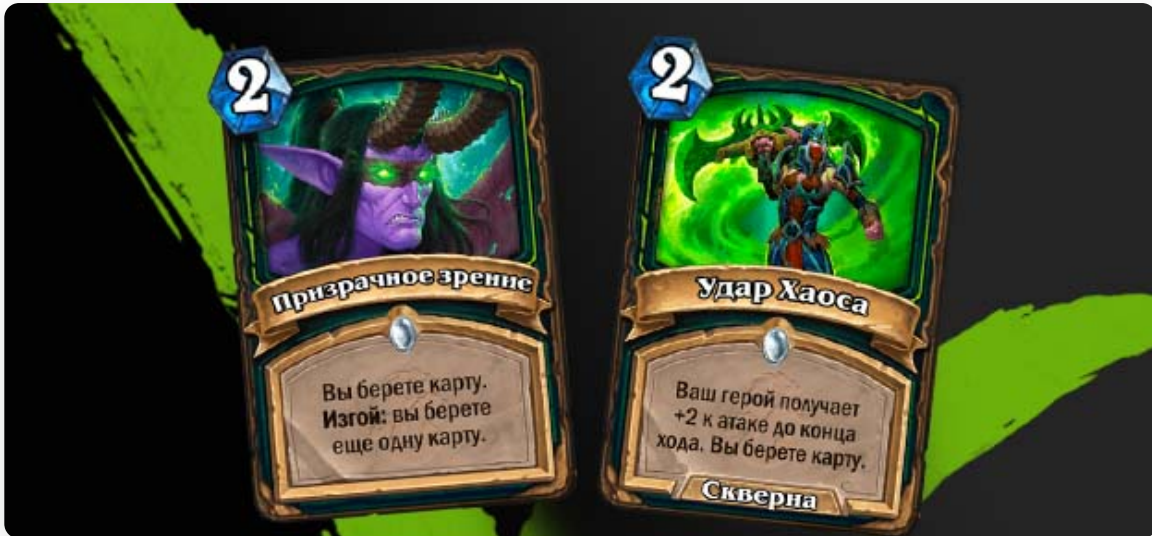 2
Призрачное зрение
Вы берете карту.
Изгой: вы берете
еще одну карту.
2
Удар Хаоса
Ваш герой получает
+2 к атаке до конца
хода. Вы берете карту.
Скверна